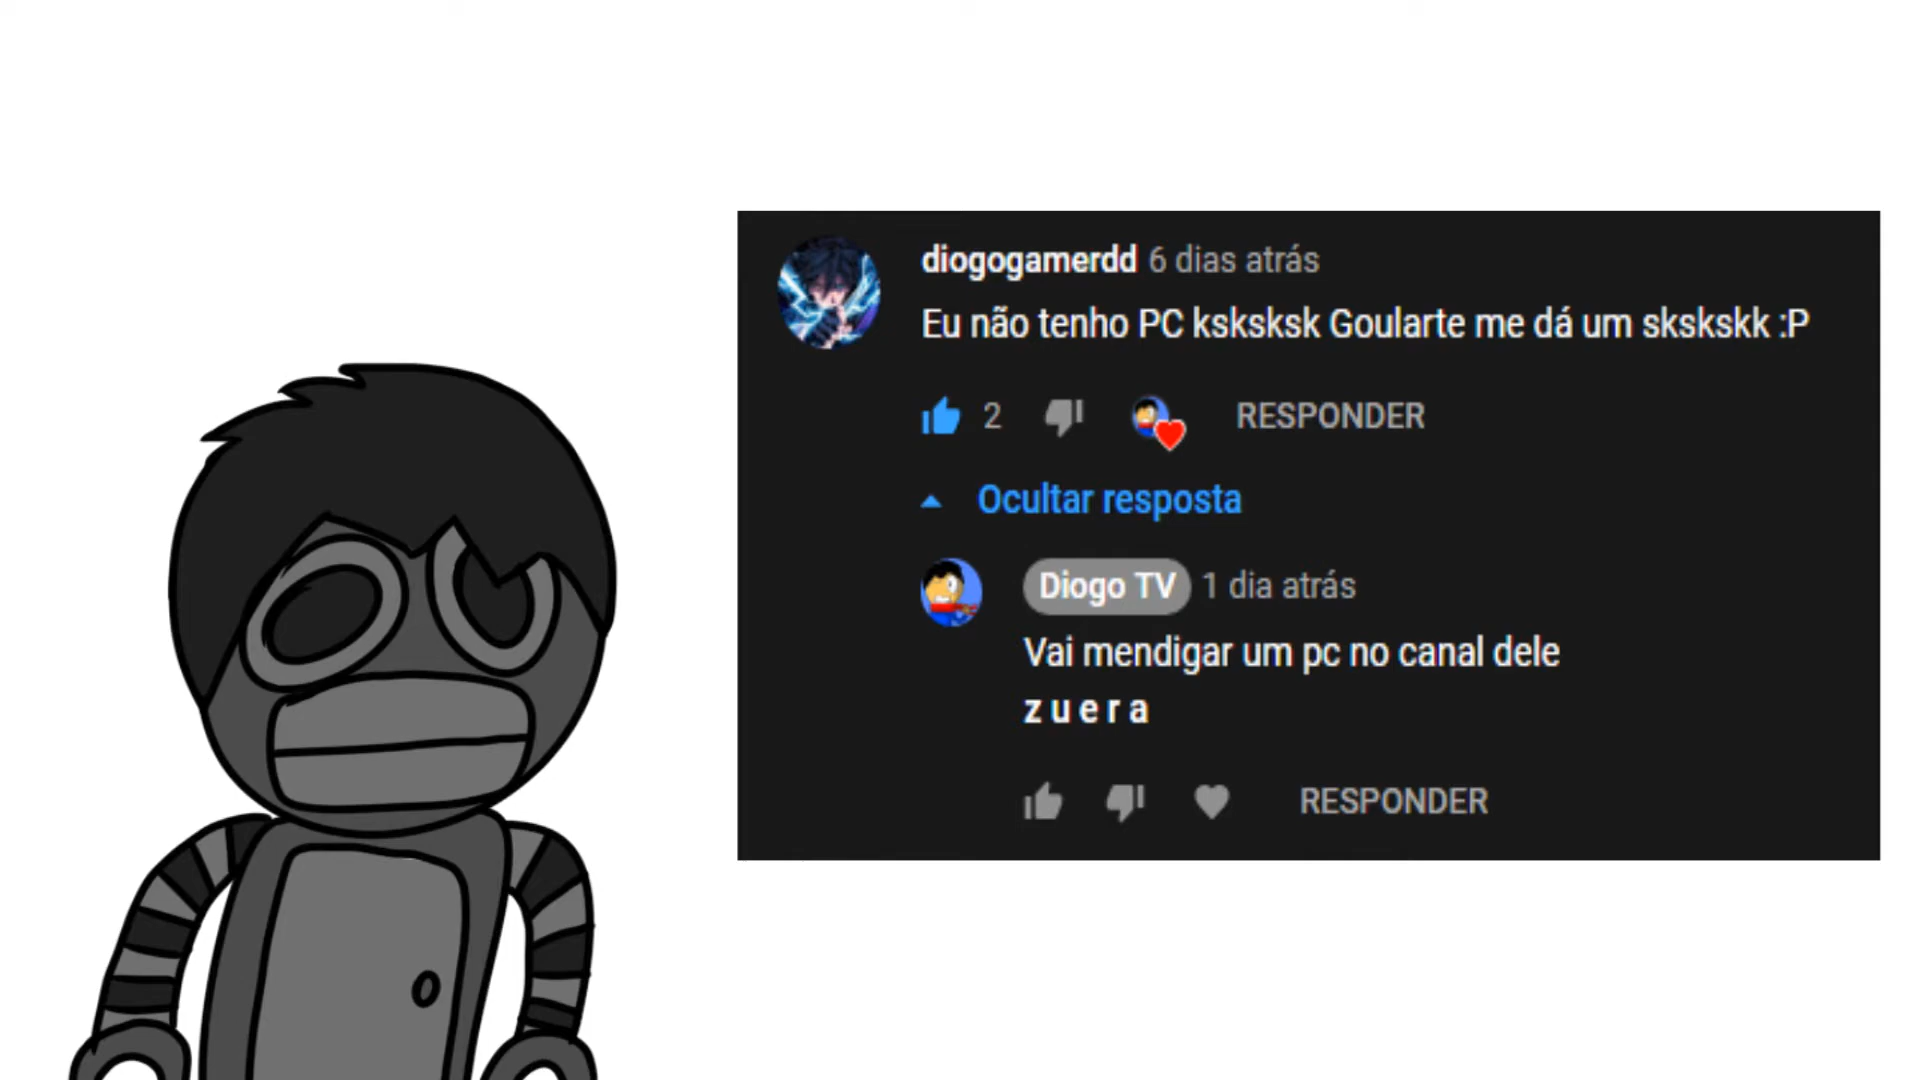 diogogamerdd 6 dias atrás
Eu não tenho PC ksksksk Goularte me dá um skskskk :P
2 RESPONDER
Ocultar resposta
Diogo TV 1 dia atrás
Vai mendigar um pc no canal dele
z u e r a
RESPONDER